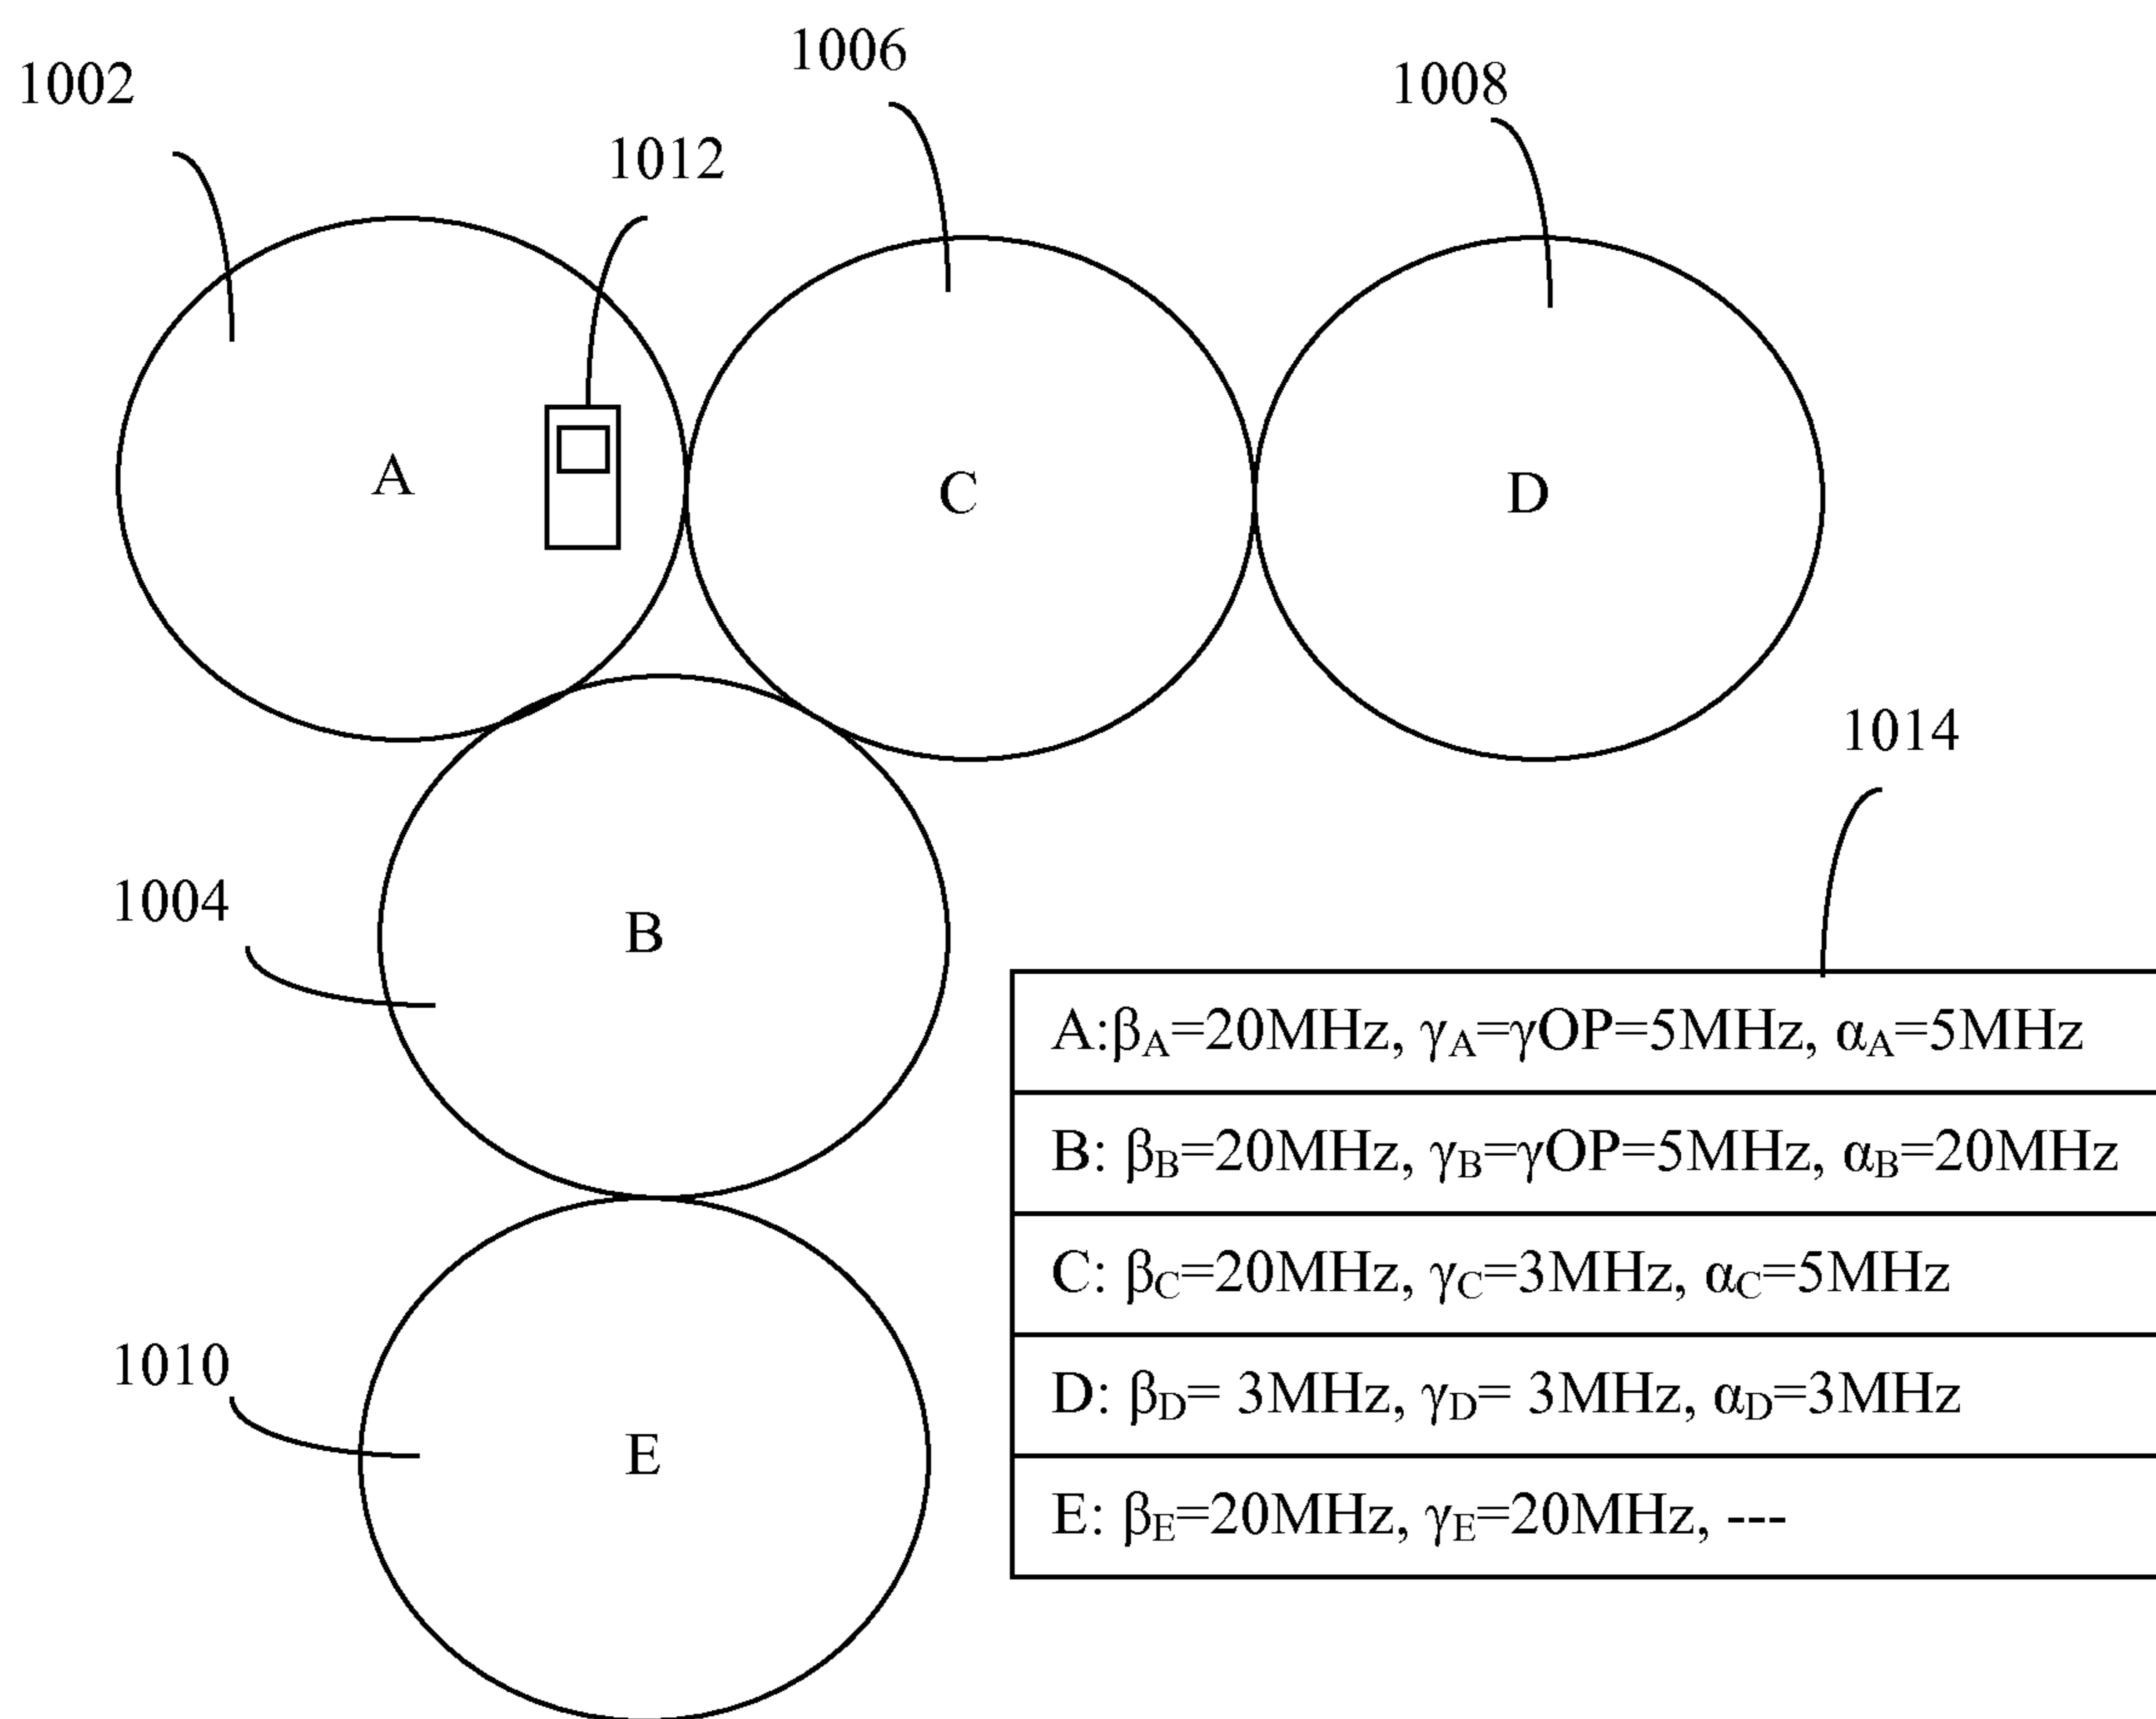 1006
1002
1008
1012
A
C
D
1014
1004
B
A:βA=20MHz, γA=γOP=5MHz, αA=5MHz
B: βB=20MHz, γB=γOP=5MHz, αB=20MHz
C: βC=20MHz, γC=3MHz, αC=5MHz
1010
D: βD= 3MHz, γD= 3MHz, αD=3MHz
E
E: βE=20MHz, γE=20MHz, ---